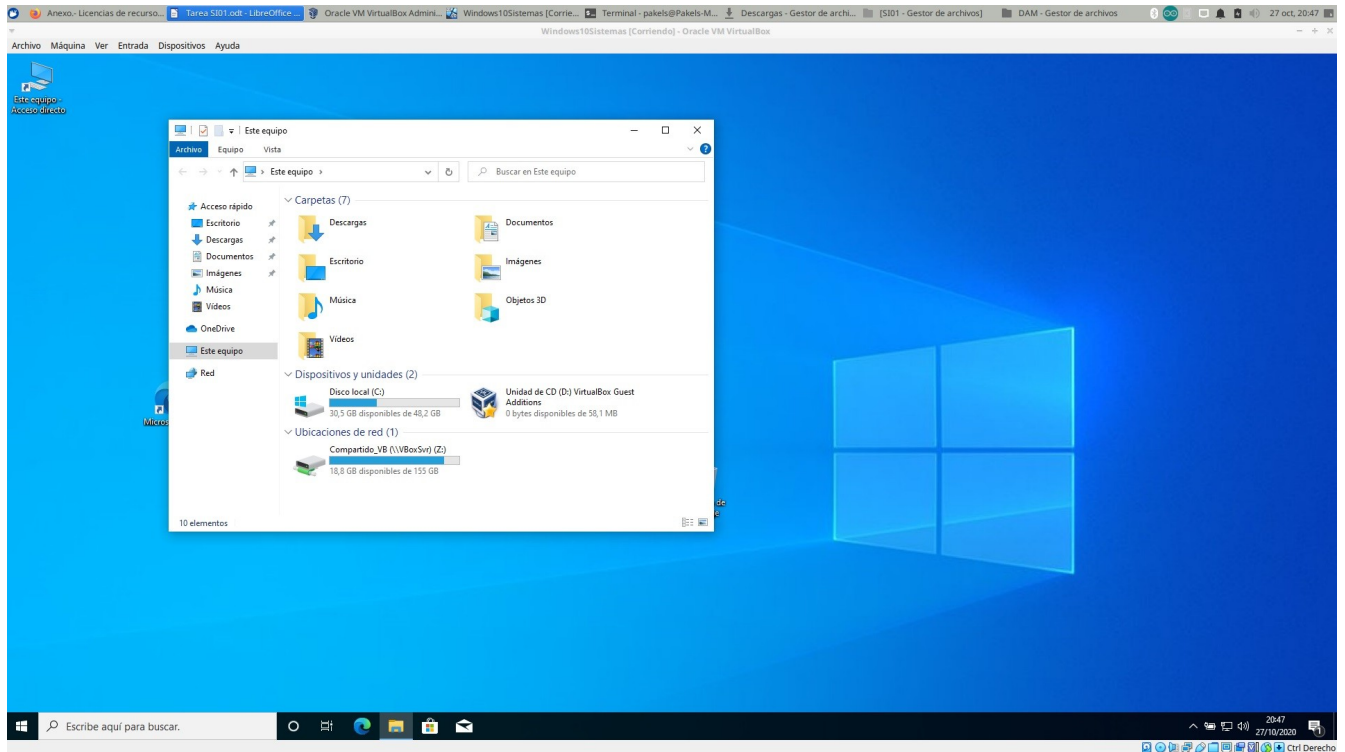 Anexo.- Licencias de recurso... Tarea SI01.odt - LibreOffice ... Oracle VM VirtualBox Admini... Windows10Sistemas [Corrie... Terminal - pakels@Pakels-M... Descargas - Gestor de archi... [SI01 - Gestor de archivos] DAM - Gestor de archivos 27 oct, 20:47
Windows10Sistemas [Corriendo] - Oracle VM VirtualBox
Archivo Máquina Ver Entrada Dispositivos Ayuda
Este equipo -
Acceso directo
Este equipo
Archivo Equipo Vista
Este equipo
Buscar en Este equipo
Acceso rápido
Escritorio
Descargas
Documentos
Imágenes
Música
Vídeos
OneDrive
Este equipo
Red
Carpetas (7)
Descargas
Documentos
Escritorio
Imágenes
Música
Objetos 3D
Vídeos
Dispositivos y unidades (2)
Disco local (C:)
30,5 GB disponibles de 48,2 GB
Unidad de CD (D:) VirtualBox Guest
Additions
0 bytes disponibles de 58,1 MB
Ubicaciones de red (1)
Compartido_VB (\\VBoxSvr) (Z:)
18,8 GB disponibles de 155 GB
10 elementos
Micros
de
Escribe aquí para buscar.
20:47
27/10/2020
Ctrl Derecho